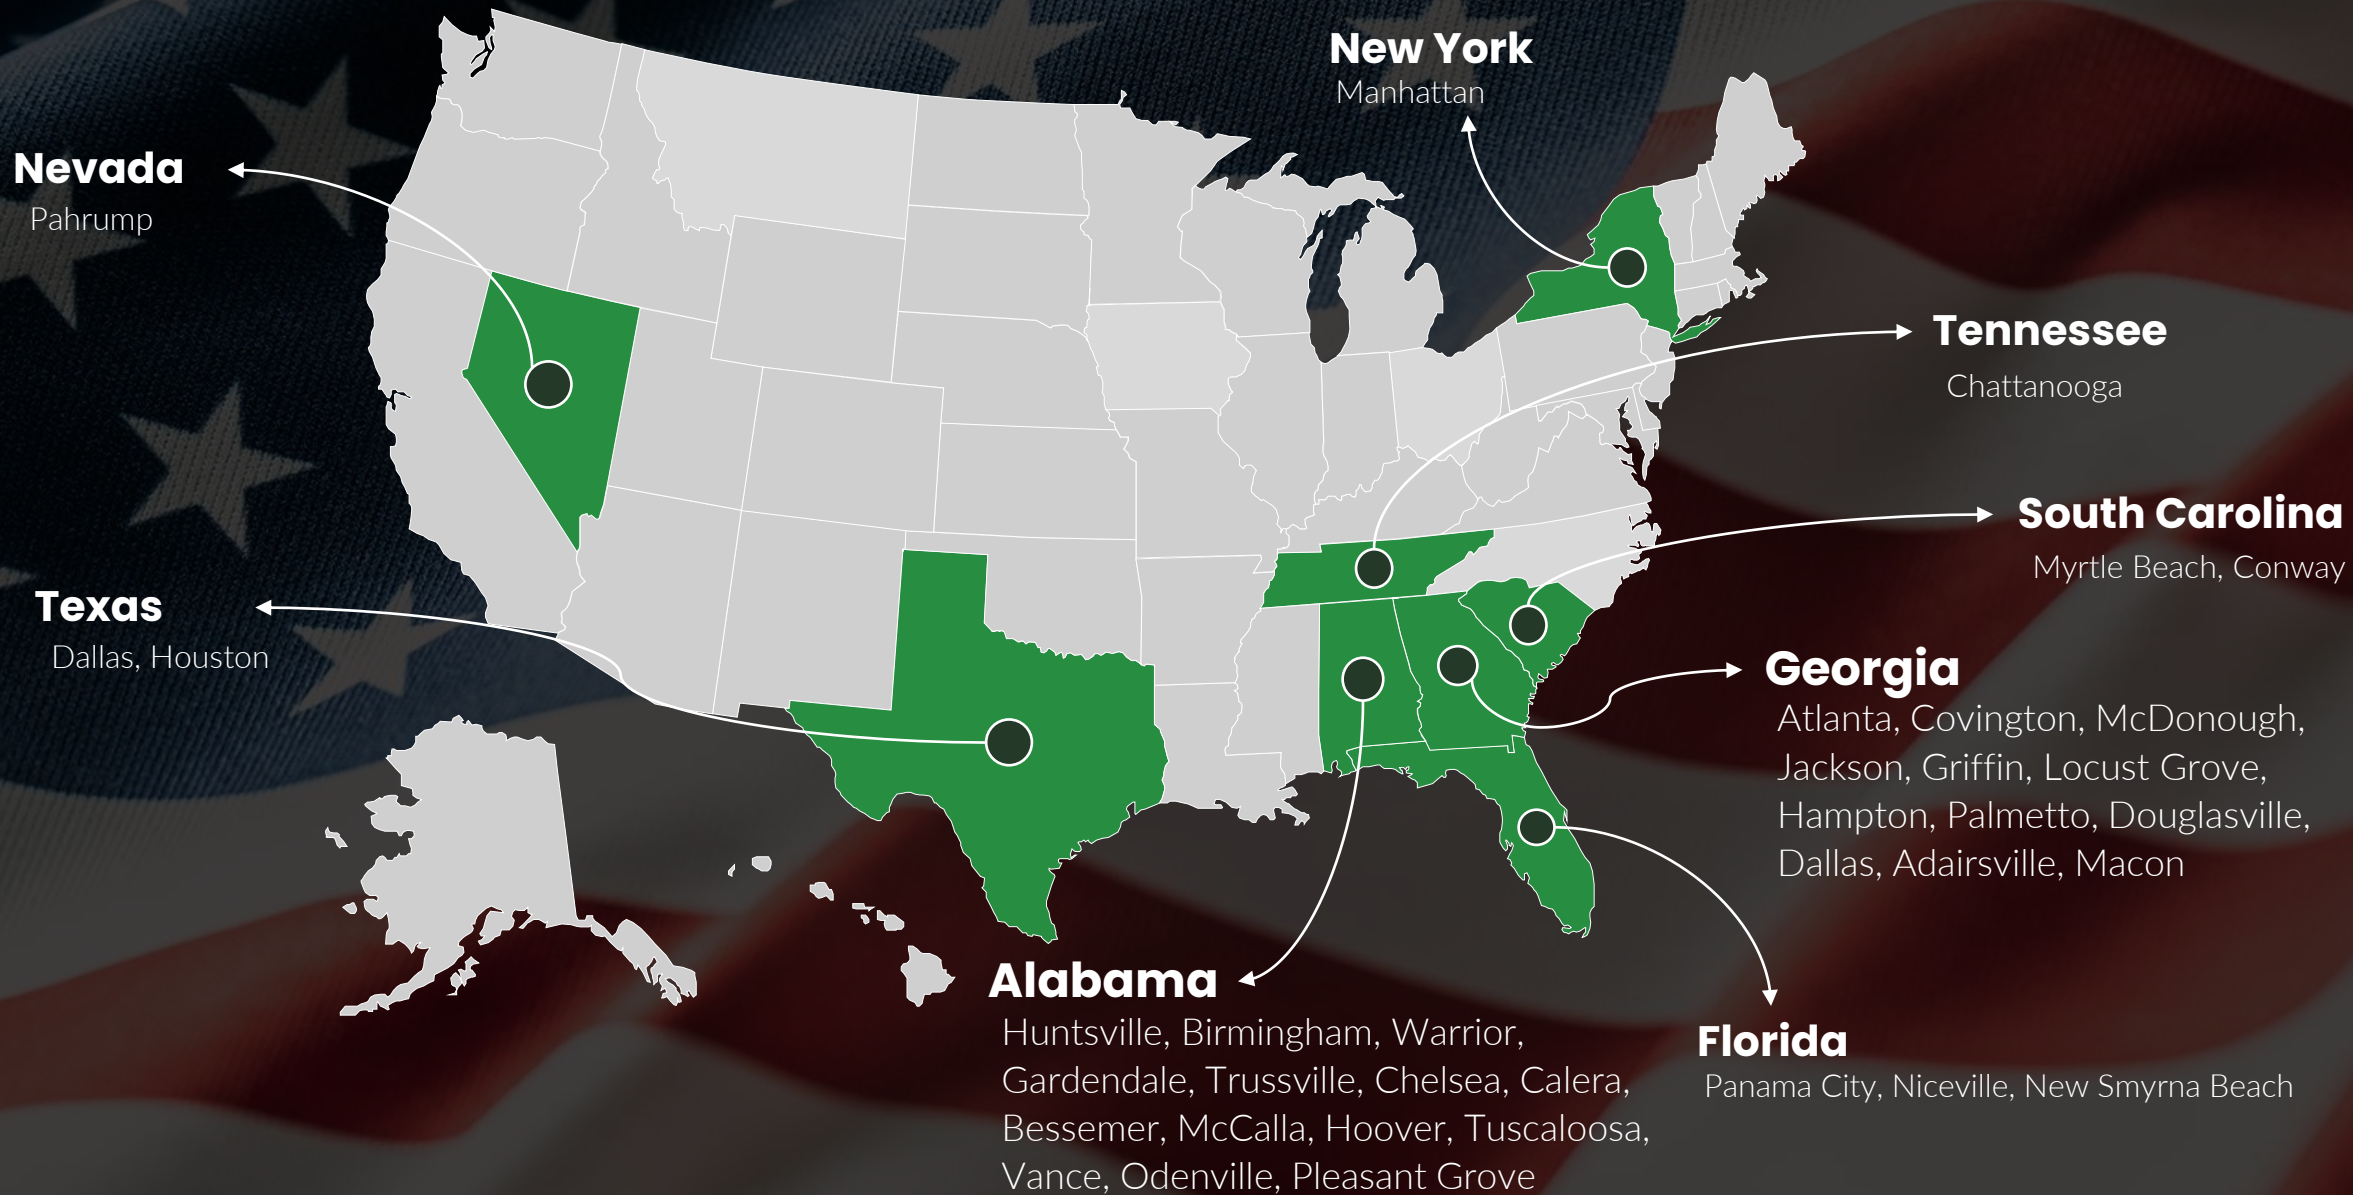 New York
Manhattan
Nevada
Pahrump
Tennessee
Chattanooga
South Carolina
Myrtle Beach, Conway
Texas
Dallas, Houston
Georgia
Atlanta, Covington, McDonough,
Jackson, Griffin, Locust Grove,
Hampton, Palmetto, Douglasville,
Dallas, Adairsville, Macon
Alabama
Huntsville, Birmingham, Warrior,
Gardendale, Trussville, Chelsea, Calera,
Bessemer, McCalla, Hoover, Tuscaloosa,
Vance, Odenville, Pleasant Grove
Florida
Panama City, Niceville, New Smyrna Beach